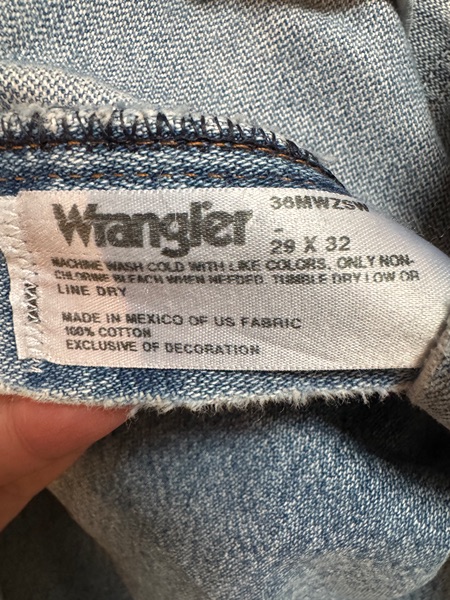 Wrangler
36MWZSW
-
29 X 32
MACHINE WASH COLD WITH LIKE COLORS, ONLY NON-
CHLORINE BLEACH WHEN NEEDED. TUMBLE DRY LOW OR
LINE DRY
MADE IN MEXICO OF US FABRIC
100% COTTON
EXCLUSIVE OF DECORATION